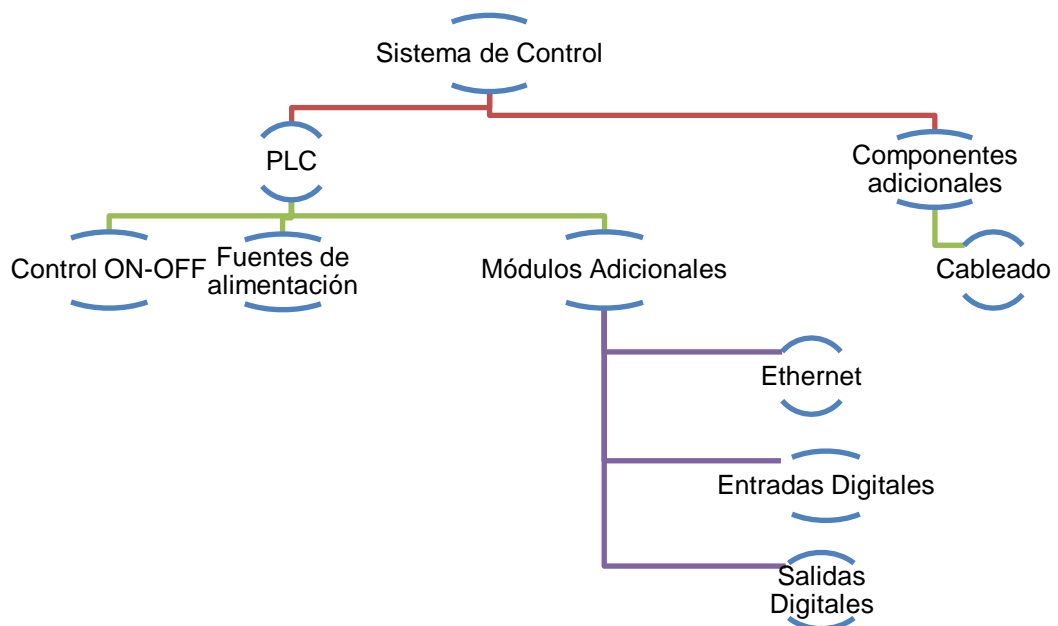 Sistema de Control
PLC
Componentes
adicionales
Control ON-OFF
Fuentes de
alimentación
Módulos Adicionales
Cableado
Ethernet
Entradas Digitales
Salidas
Digitales